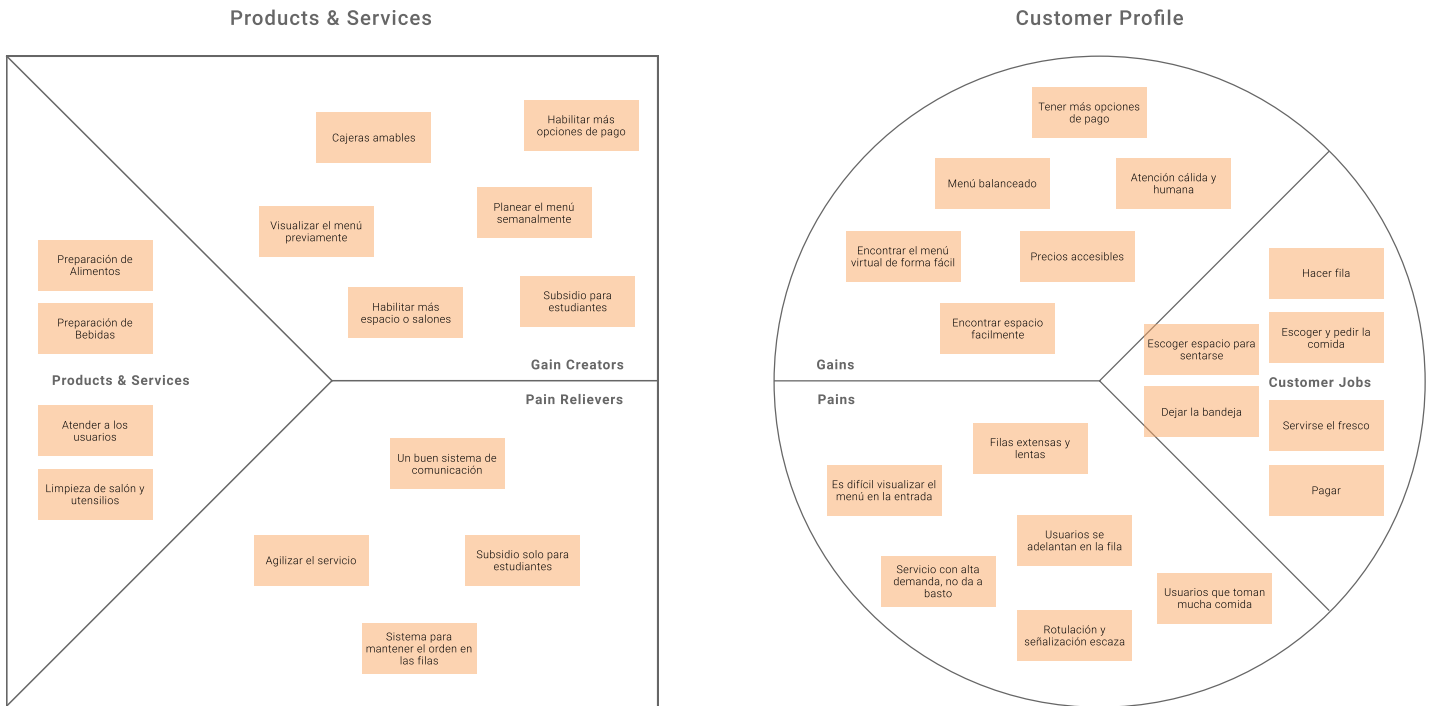 Products & Services
Cajeras amables
Habilitar más
opciones de pago
Visualizar el menú
previamente
Planear el menú
semanalmente
Habilitar más
espacio o salones
Subsidio para
estudiantes
Gain Creators
Preparación de
Alimentos
Preparación de
Bebidas
Products & Services
Atender a los
usuarios
Limpieza de salón y
utensilios
Pain Relievers
Un buen sistema de
comunicación
Agilizar el servicio
Subsidio solo para
estudiantes
Sistema para
mantener el orden en
las filas
Customer Profile
Tener más opciones
de pago
Menú balanceado
Atención cálida y
humana
Encontrar el menú
virtual de forma fácil
Precios accesibles
Encontrar espacio
facilmente
Gains
Hacer fila
Escoger y pedir la
comida
Escoger espacio para
sentarse
Customer Jobs
Dejar la bandeja
Servirse el fresco
Pagar
Pains
Filas extensas y
lentas
Es difícil visualizar el
menú en la entrada
Usuarios se
adelantan en la fila
Servicio con alta
demanda, no da a
basto
Usuarios que toman
mucha comida
Rotulación y
señalización escaza